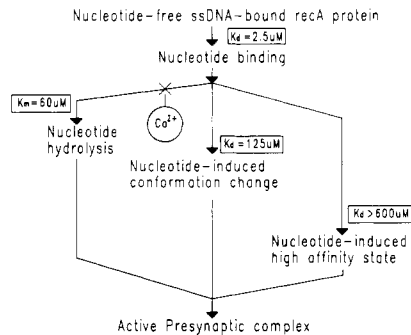 Nucleotide-free ssDNA-bound recA protein
Kd=2.5uM
Nucleotide binding
Km=60uM
Ca2+
Nucleotide
hydrolysis
Kd=125uM
Nucleotide-induced
conformation change
Kd>600uM
Nucleotide-induced
high affinity state
Active Presynaptic complex